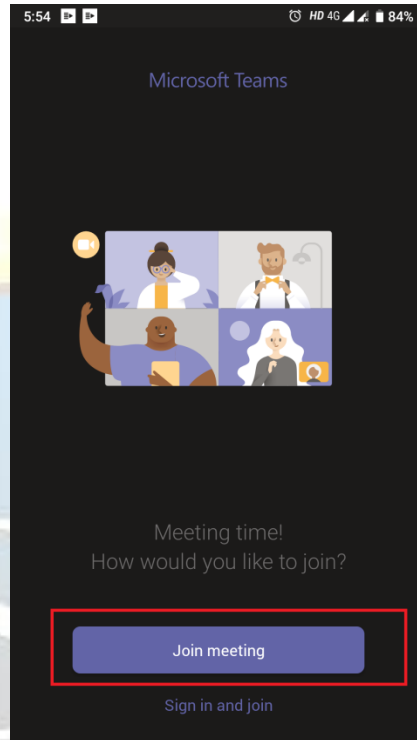 5:54 HD 4G 84%
Microsoft Teams
Meeting time!
How would you like to join?
Join meeting
Sign in and join